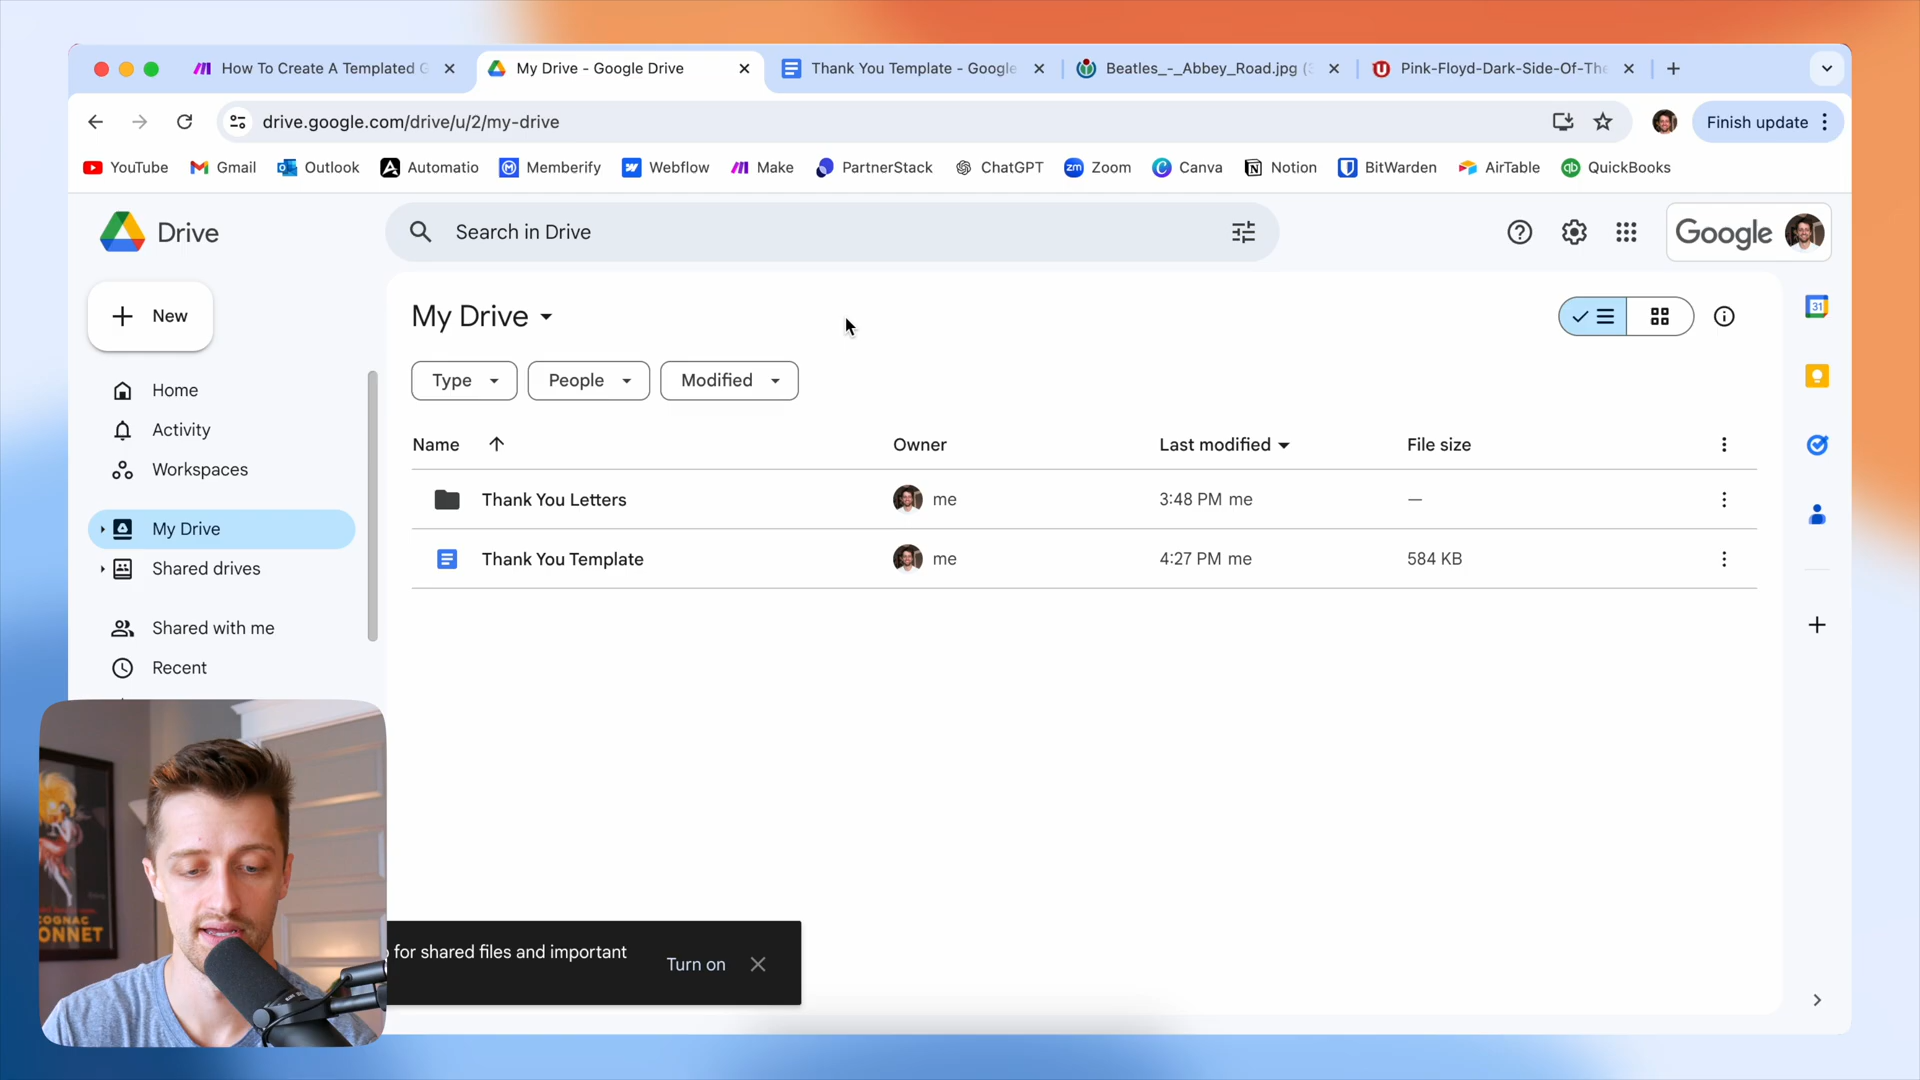 How To Create A Templated G
My Drive - Google Drive
Thank You Template - Google
Beatles_-_Abbey_Road.jpg (
Pink-Floyd-Dark-Side-Of-The
drive.google.com/drive/u/2/my-drive
Finish update
YouTube
Gmail
Outlook
Automatio
Memberify
Webflow
Make
PartnerStack
ChatGPT
Zoom
Canva
Notion
BitWarden
AirTable
QuickBooks
Drive
Search in Drive
Google
New
My Drive
Type
People
Modified
Home
Activity
Workspaces
My Drive
Shared drives
Shared with me
Recent
Name
Owner
Last modified
File size
Thank You Letters
me
3:48 PM me
—
Thank You Template
me
4:27 PM me
584 KB
31
for shared files and important
Turn on
COGNAC
ONNET